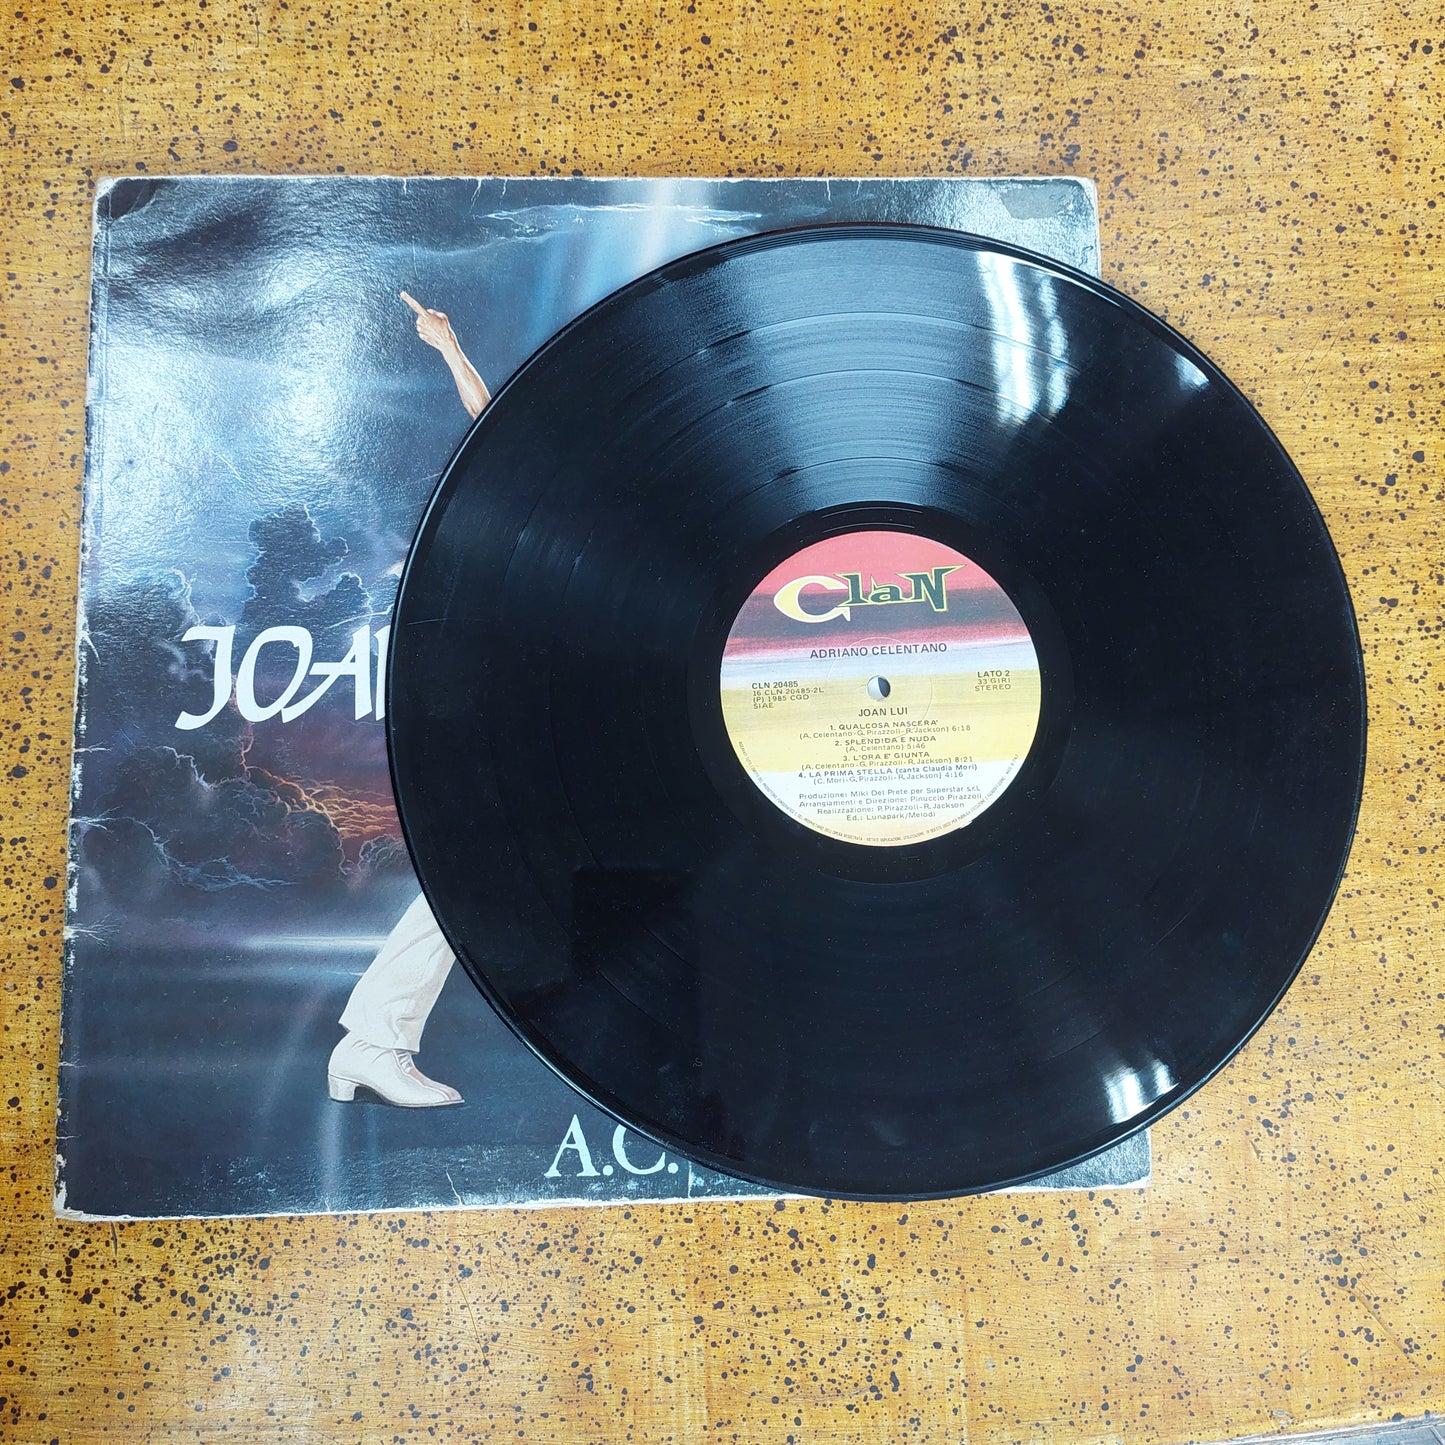 JOAN
A.C.
Clan
ADRIANO CELENTANO
CLN 20485
16 CLN 20485-2L
(P) 1985 CGD
SIAE
LATO 2
33 GIRI
STEREO
JOAN LUI
1. QUALCOSA NASCERA'
(A. Celentano-G. Pirazzoli-R. Jackson) 6:18
2. SPLENDIDA E NUDA
(A. Celentano) 5:46
3. L'ORA E' GIUNTA
(A. Celentano-G. Pirazzoli-R. Jackson) 8:21
4. LA PRIMA STELLA (canta Claudia Mori)
(C. Mori-G. Pirazzoli-R. Jackson) 4:16
Produzione: Miki Del Prete per Superstar s.r.l.
Arrangiamenti e Direzione: Pinuccio Pirazzoli
Realizzazione: P. Pirazzoli-R. Jackson
Ed.: Lunapark/Melodi